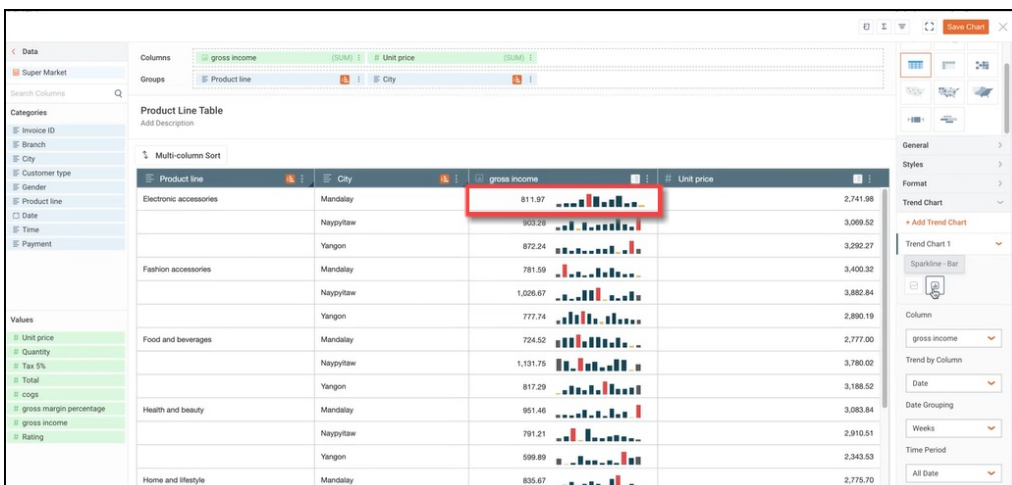 Save Chart
Data
Super Market
Search Columns
Categories
Invoice ID
Branch
City
Customer type
Gender
Product line
Date
Time
Payment
Values
# Unit price
# Quantity
# Tax 5%
# Total
# cogs
# gross margin percentage
# gross income
# Rating
Columns
gross income (SUM)
# Unit price (SUM)
Groups
Product line
City
Product Line Table
Add Description
Multi-column Sort
Product line City gross income # Unit price
Electronic accessories Mandalay 811.97 2,741.98
Naypyitaw 903.28 3,069.52
Yangon 872.24 3,292.27
Fashion accessories Mandalay 781.59 3,400.32
Naypyitaw 1,026.67 3,882.84
Yangon 777.74 2,890.19
Food and beverages Mandalay 724.52 2,777.00
Naypyitaw 1,131.75 3,780.02
Yangon 817.29 3,188.52
Health and beauty Mandalay 951.46 3,083.84
Naypyitaw 791.21 2,910.51
Yangon 599.89 2,343.53
Home and lifestyle Mandalay 835.67 2,775.70
General
Styles
Format
Trend Chart
+ Add Trend Chart
Trend Chart 1
Sparkline - Bar
Column
gross income
Trend by Column
Date
Date Grouping
Weeks
Time Period
All Date